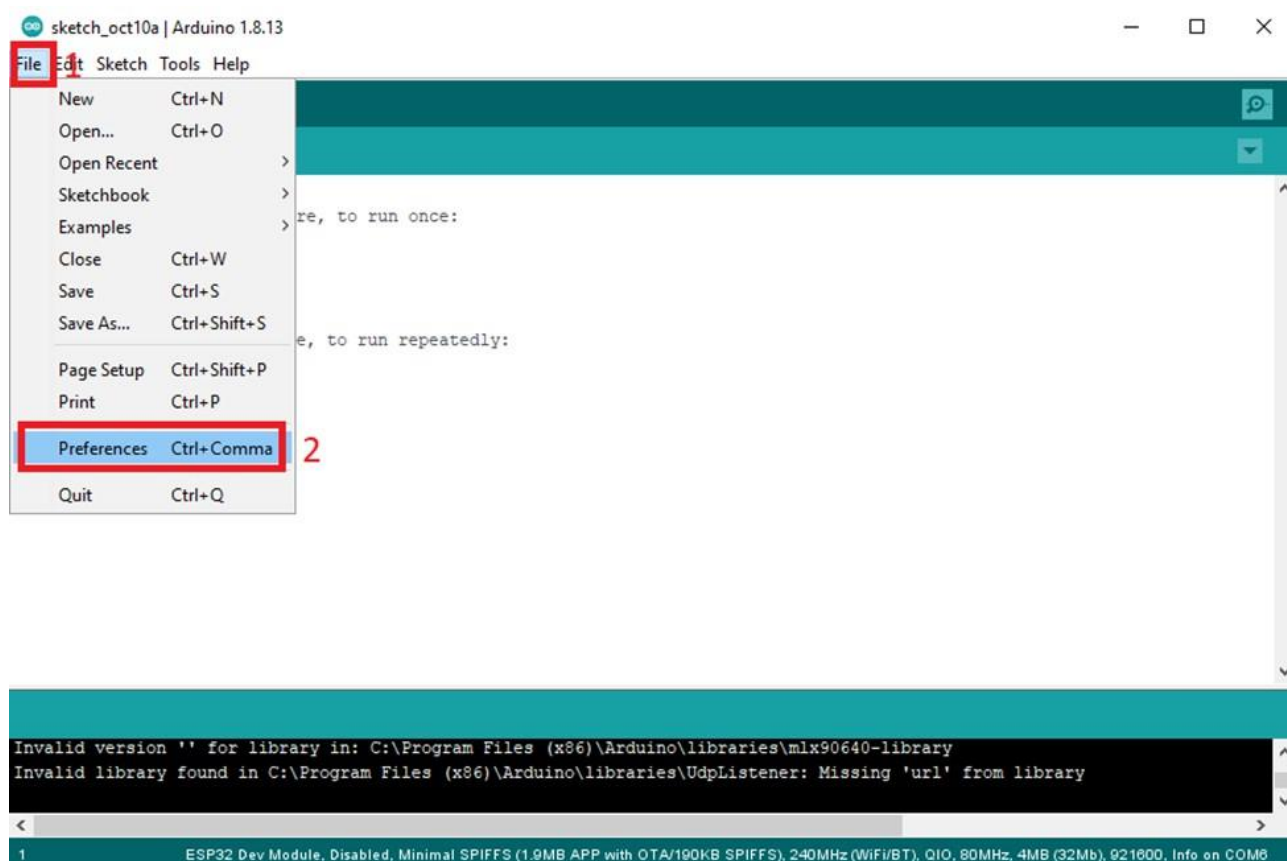 sketch_oct10a | Arduino 1.8.13
File Edit Sketch Tools Help
1
New Ctrl+N
Open... Ctrl+O
Open Recent
Sketchbook
Examples
re, to run once:
Close Ctrl+W
Save Ctrl+S
Save As... Ctrl+Shift+S
e, to run repeatedly:
Page Setup Ctrl+Shift+P
Print Ctrl+P
Preferences Ctrl+Comma 2
Quit Ctrl+Q
Invalid version '' for library in: C:\Program Files (x86)\Arduino\libraries\mlx90640-library
Invalid library found in C:\Program Files (x86)\Arduino\libraries\UdpListener: Missing 'url' from library
1 ESP32 Dev Module, Disabled, Minimal SPIFFS (1.9MB APP with OTA/190KB SPIFFS), 240MHz (WiFi/BT), QIO, 80MHz, 4MB (32Mb), 921600, Info on COM6